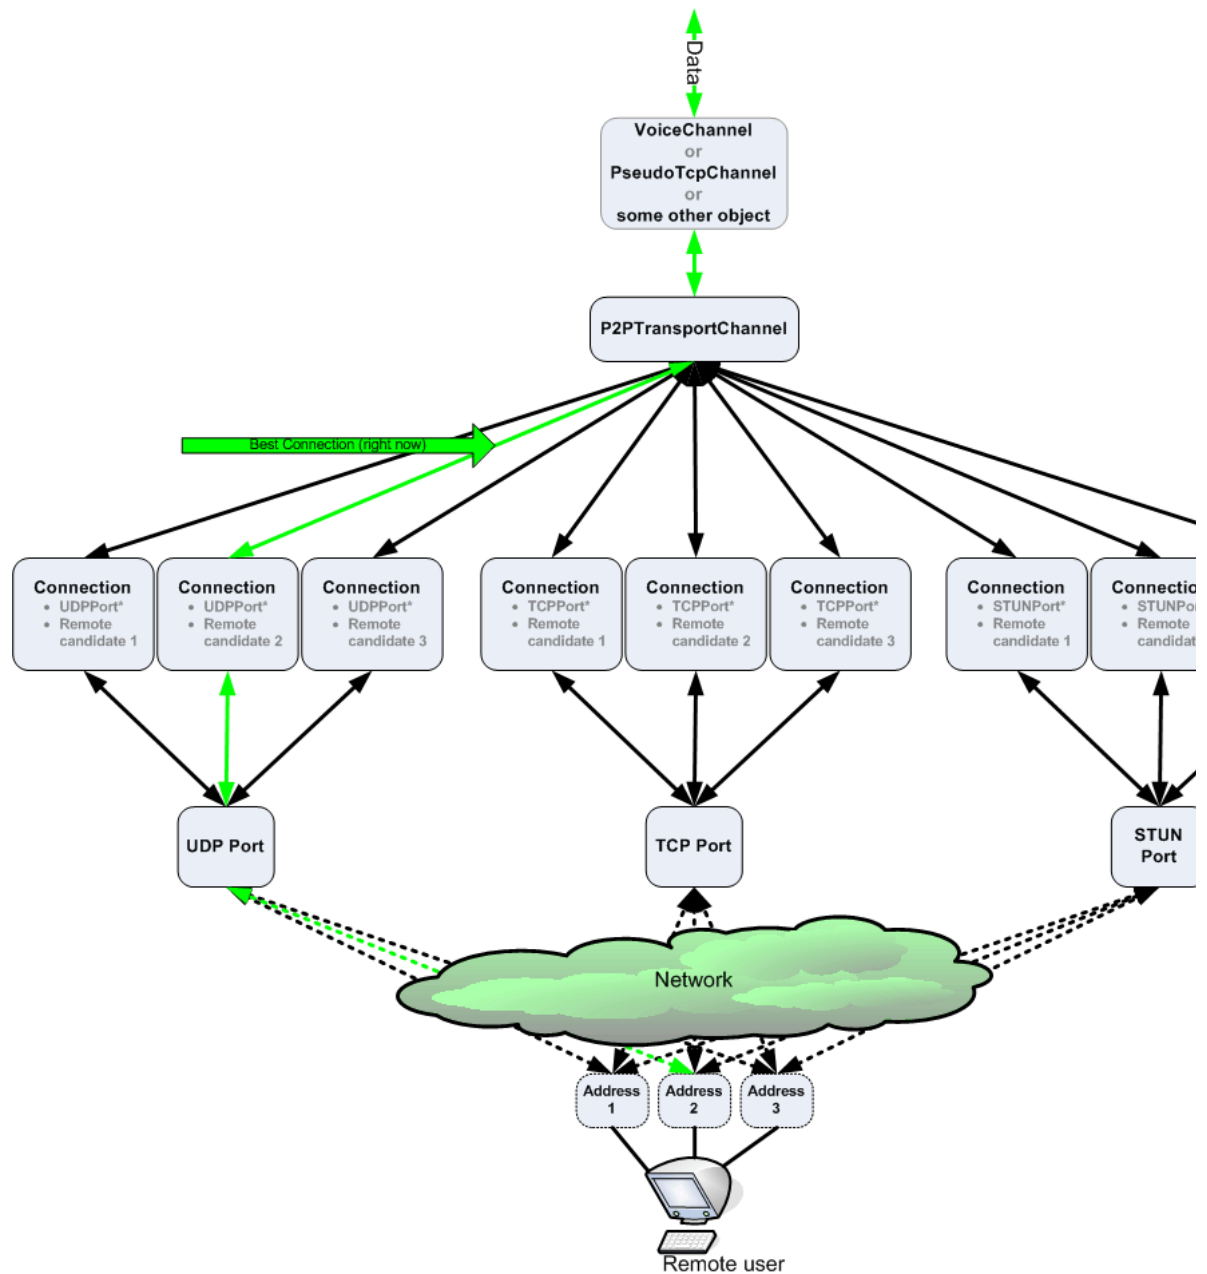 Data
VoiceChannel
or
PseudoTcpChannel
or
some other object
P2PTransportChannel
Best Connection (right now)
Connection
• UDPPort*
• Remote
candidate 1
Connection
• UDPPort*
• Remote
candidate 2
Connection
• UDPPort*
• Remote
candidate 3
Connection
• TCPPort*
• Remote
candidate 1
Connection
• TCPPort*
• Remote
candidate 2
Connection
• TCPPort*
• Remote
candidate 3
Connection
• STUNPort*
• Remote
candidate 1
Connectio
• STUNPo
• Remote
candidat
UDP Port
TCP Port
STUN
Port
Network
Address
1
Address
2
Address
3
Remote user